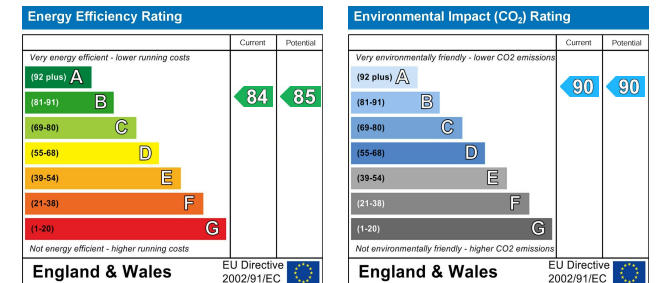 Energy Efficiency Rating
Current Potential
Very energy efficient - lower running costs
(92 plus) A
(81-91) B
84 85
(69-80) C
(55-68) D
(39-54) E
(21-38) F
(1-20) G
Not energy efficient - higher running costs
England & Wales
EU Directive
2002/91/EC
Environmental Impact (CO₂) Rating
Current Potential
Very environmentally friendly - lower CO2 emissions
(92 plus) A
90 90
(81-91) B
(69-80) C
(55-68) D
(39-54) E
(21-38) F
(1-20) G
Not environmentally friendly - higher CO2 emissions
England & Wales
EU Directive
2002/91/EC